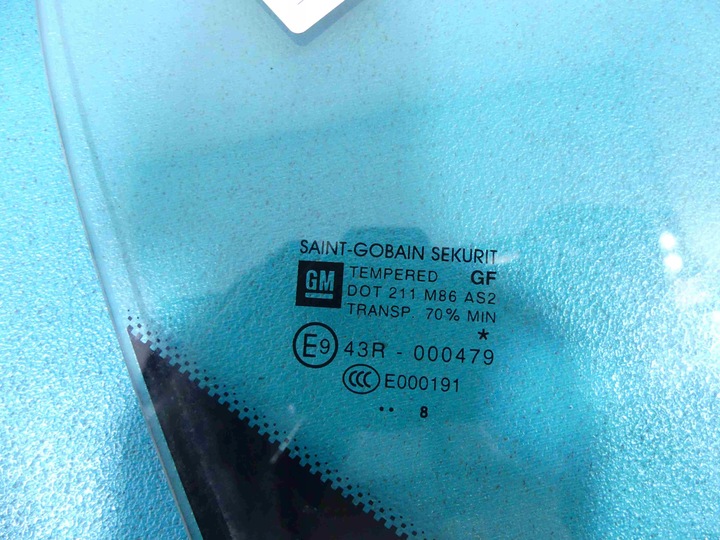 SAINT-GOBAIN SEKURIT
GM TEMPERED GF
DOT 211 M86 AS2
TRANSP. 70% MIN
*
E9 43R - 000479
CCC E000191
·· 8